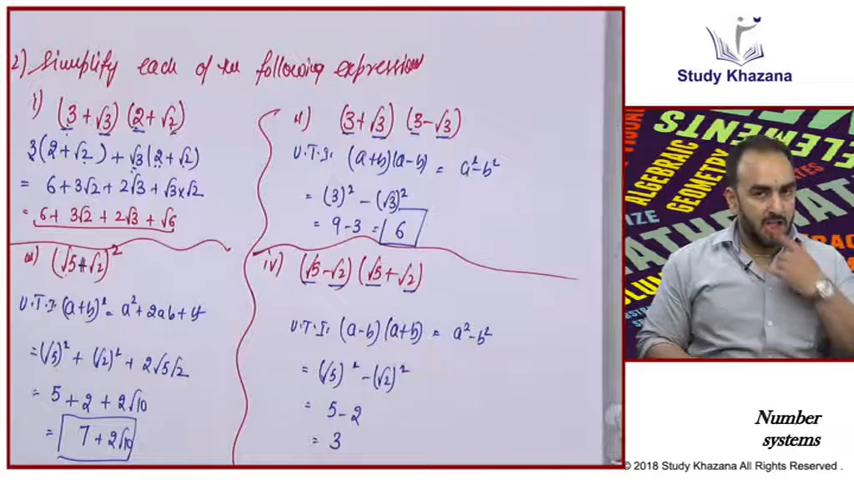 2) Simplify each of the following expression
i) (3 + √3) (2 + √2)
3(2 + √2) + √3(2 + √2)
= 6 + 3√2 + 2√3 + √3×√2
= 6 + 3√2 + 2√3 + √6
ii) (3 + √3) (3 - √3)
U.T.I. (a+b)(a-b) = a² - b²
= (3)² - (√3)²
= 9 - 3 = 6
iii) (√5 + √2)²
U.T.I (a+b)² = a² + 2ab + b²
= (√5)² + (√2)² + 2√5√2
= 5 + 2 + 2√10
= 7 + 2√10
iv) (√5 - √2) (√5 + √2)
U.T.I. (a-b) (a+b) = a² - b²
= (√5)² - (√2)²
= 5 - 2
= 3
Study Khazana
ELEMENTS
ALGEBRAIC
GEOMETRY
MATHEMAT
Number
systems
© 2018 Study Khazana All Rights Reserved .